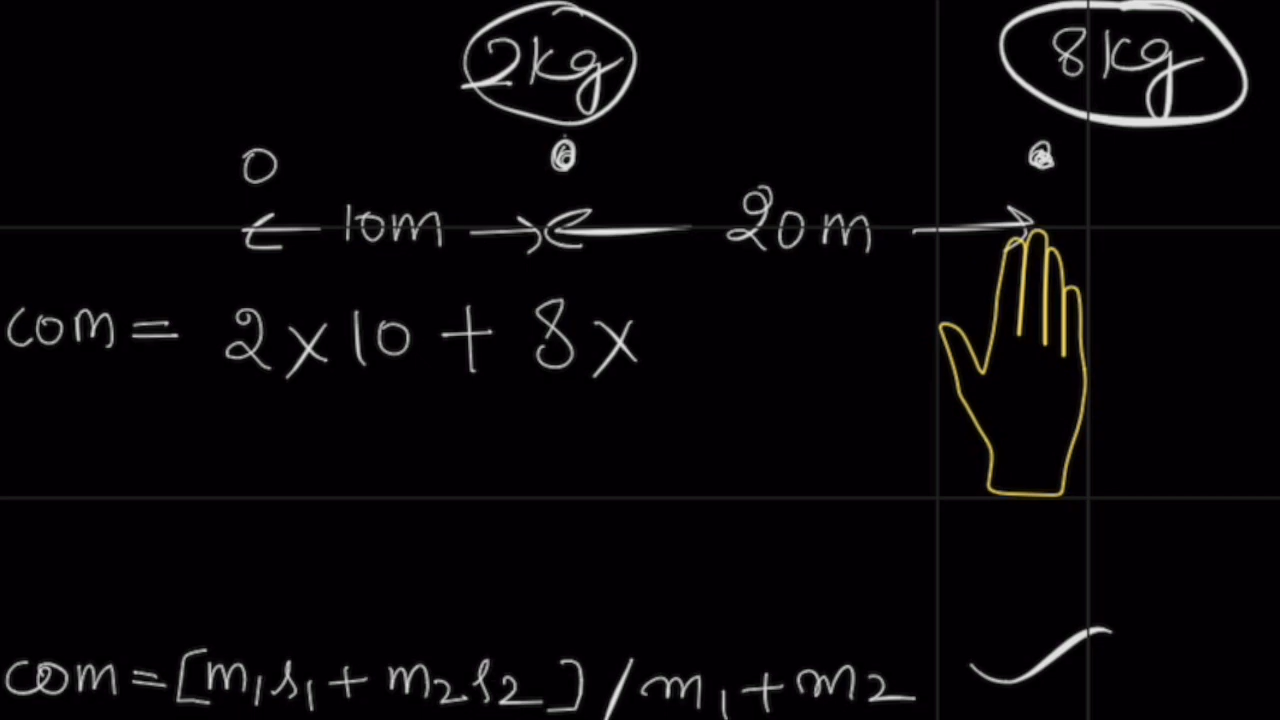 2kg 8kg
0
10m 20m
com = 2 x 10 + 8 x
com = [m1s1 + m2s2] / m1 + m2